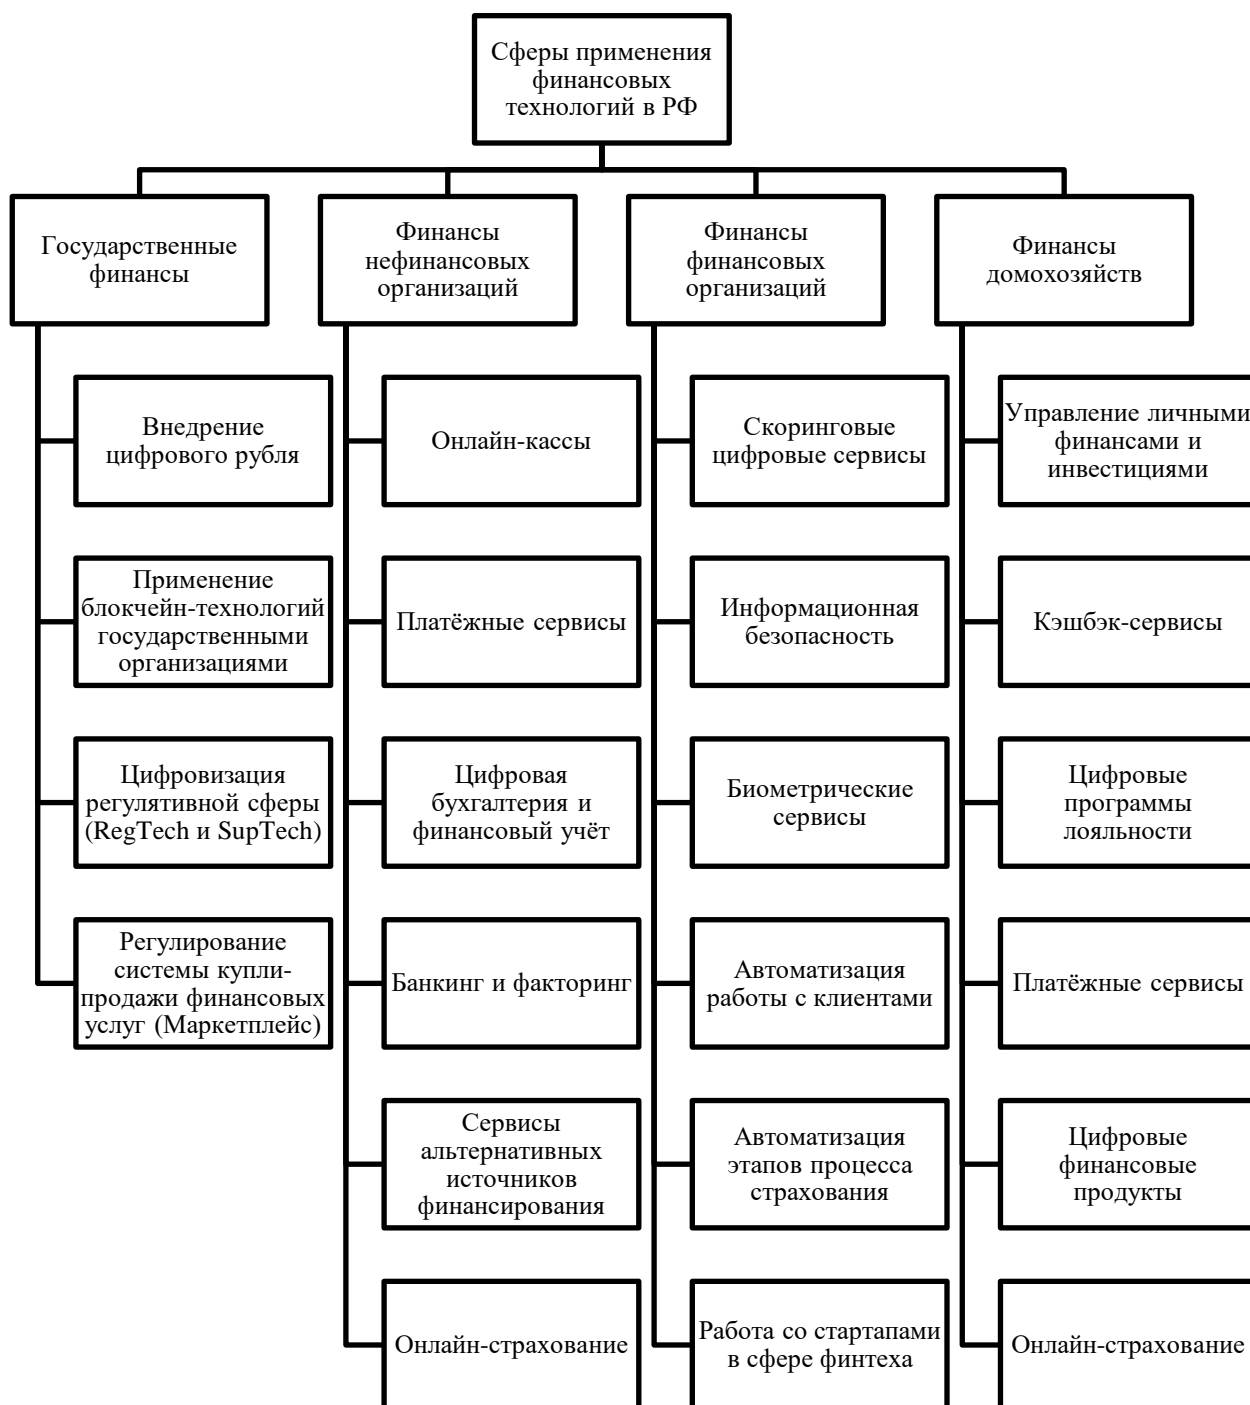 Сферы применения
финансовых
технологий в РФ
Государственные
финансы
Внедрение
цифрового рубля
Применение
блокчейн-технологий
государственными
организациями
Цифровизация
регулятивной сферы
(RegTech и SupTech)
Регулирование
системы купли-
продажи финансовых
услуг (Маркетплейс)
Финансы
нефинансовых
организаций
Онлайн-кассы
Платёжные сервисы
Цифровая
бухгалтерия и
финансовый учёт
Банкинг и факторинг
Сервисы
альтернативных
источников
финансирования
Онлайн-страхование
Финансы
финансовых
организаций
Скоринговые
цифровые сервисы
Информационная
безопасность
Биометрические
сервисы
Автоматизация
работы с клиентами
Автоматизация
этапов процесса
страхования
Работа со стартапами
в сфере финтеха
Финансы
домохозяйств
Управление личными
финансами и
инвестициями
Кэшбэк-сервисы
Цифровые
программы
лояльности
Платёжные сервисы
Цифровые
финансовые
продукты
Онлайн-страхование